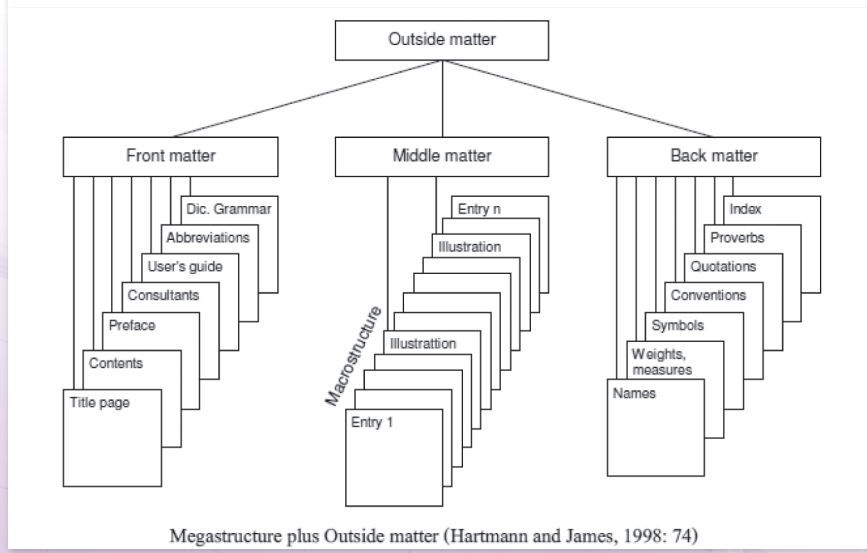 Outside matter
Front matter
Middle matter
Back matter
Dic. Grammar
Abbreviations
User's guide
Consultants
Preface
Contents
Title page
Macrostructure
Entry n
Illustration
Illustrattion
Entry 1
Index
Proverbs
Quotations
Conventions
Symbols
Weights,
measures
Names
Megastructure plus Outside matter (Hartmann and James, 1998: 74)